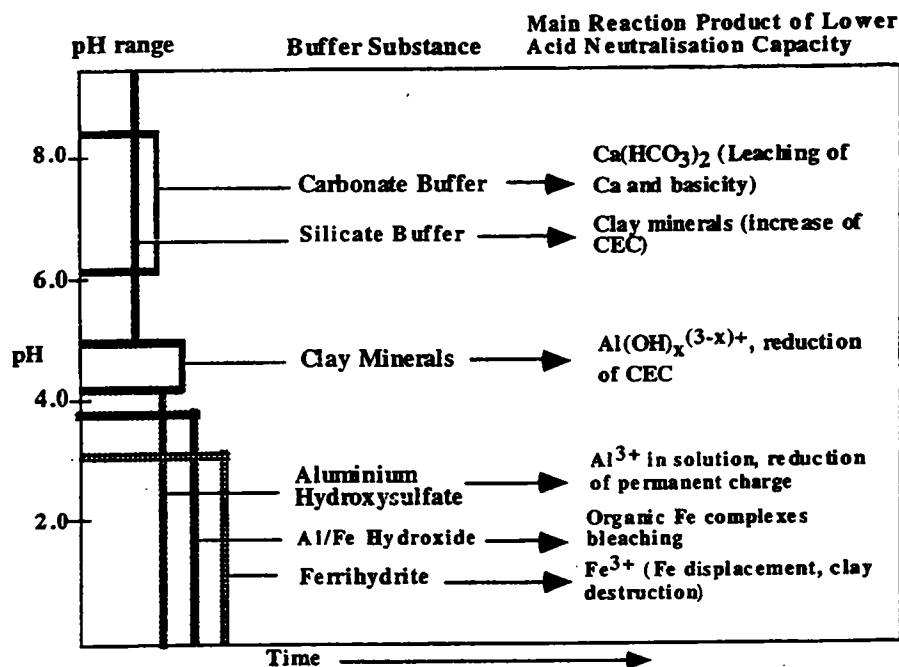 pH range
Buffer Substance
Main Reaction Product of Lower
Acid Neutralisation Capacity
8.0
Carbonate Buffer
Ca(HCO3)2 (Leaching of
Ca and basicity)
Silicate Buffer
Clay minerals (increase of
CEC)
6.0
pH
Clay Minerals
Al(OH)x(3-x)+, reduction
of CEC
4.0
Aluminium
Hydroxysulfate
Al3+ in solution, reduction
of permanent charge
2.0
Al/Fe Hydroxide
Organic Fe complexes
bleaching
Ferrihydrite
Fe3+ (Fe displacement, clay
destruction)
Time